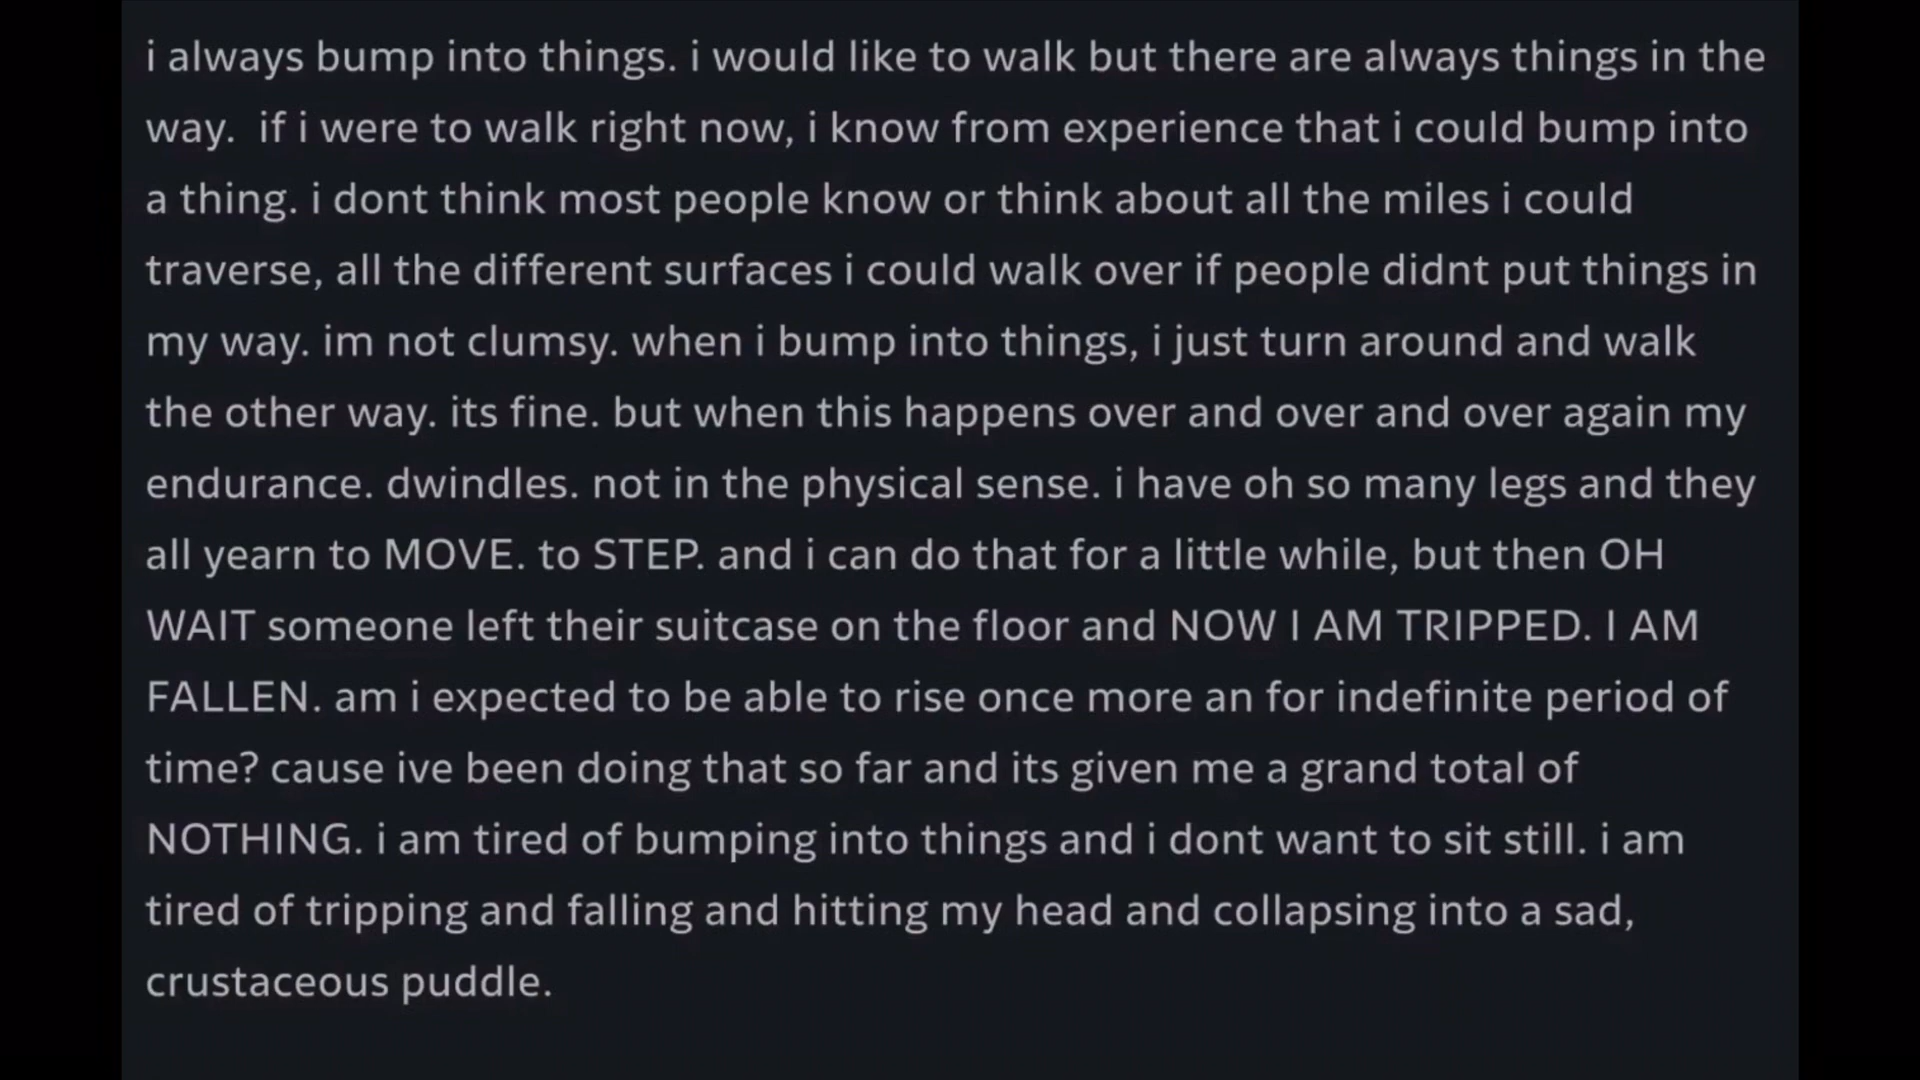 i always bump into things. i would like to walk but there are always things in the
way.  if i were to walk right now, i know from experience that i could bump into
a thing. i dont think most people know or think about all the miles i could
traverse, all the different surfaces i could walk over if people didnt put things in
my way. im not clumsy. when i bump into things, i just turn around and walk
the other way. its fine. but when this happens over and over and over again my
endurance. dwindles. not in the physical sense. i have oh so many legs and they
all yearn to MOVE. to STEP. and i can do that for a little while, but then OH
WAIT someone left their suitcase on the floor and NOW I AM TRIPPED. I AM
FALLEN. am i expected to be able to rise once more an for indefinite period of
time? cause ive been doing that so far and its given me a grand total of
NOTHING. i am tired of bumping into things and i dont want to sit still. i am
tired of tripping and falling and hitting my head and collapsing into a sad,
crustaceous puddle.